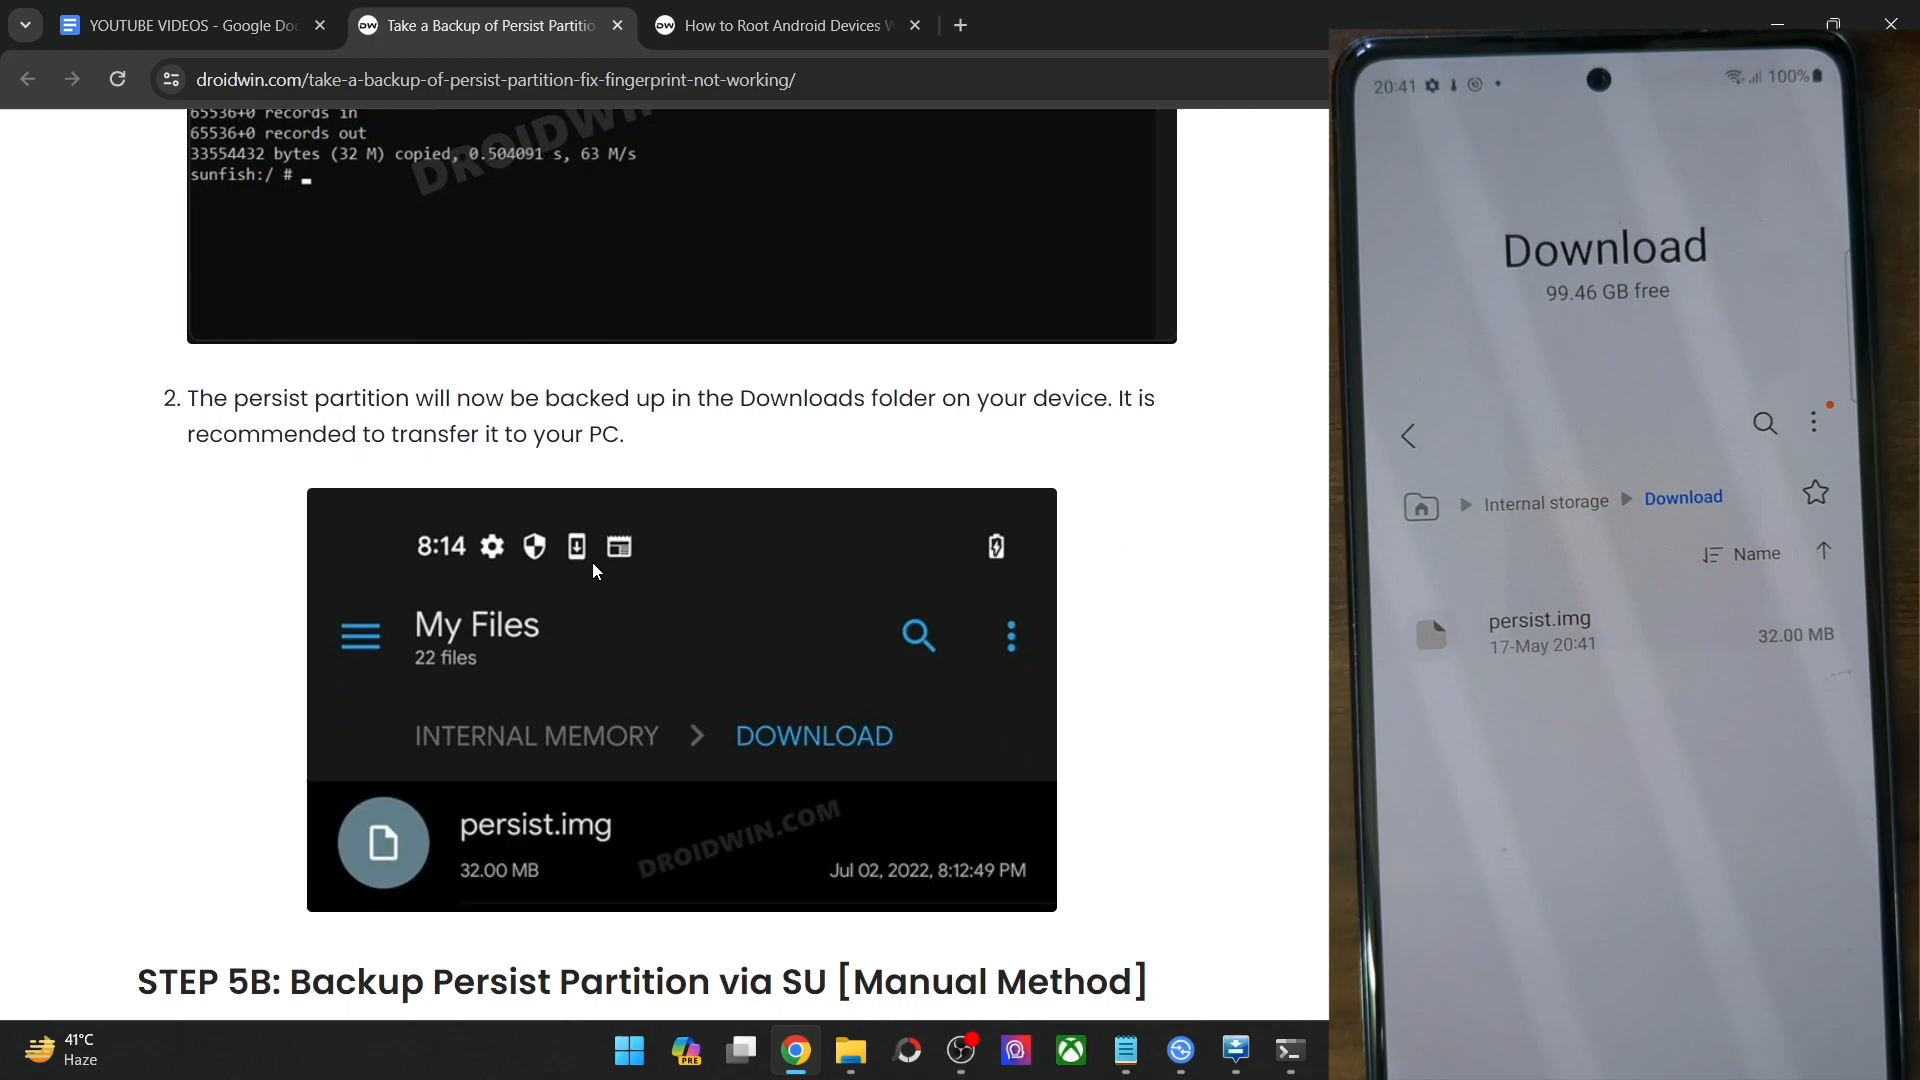 YOUTUBE VIDEOS - Google Do
DW Take a Backup of Persist Partitio
DW How to Root Android Devices W
droidwin.com/take-a-backup-of-persist-partition-fix-fingerprint-not-working/
65536+0 records in
65536+0 records out
33554432 bytes (32 M) copied, 0.504091 s, 63 M/s
sunfish:/ #
DROIDWIN
2. The persist partition will now be backed up in the Downloads folder on your device. It is
recommended to transfer it to your PC.
8:14
My Files
22 files
INTERNAL MEMORY > DOWNLOAD
persist.img
32.00 MB
Jul 02, 2022, 8:12:49 PM
DROIDWIN.COM
STEP 5B: Backup Persist Partition via SU [Manual Method]
41°C
Haze
PRE
20:41
100%
Download
99.46 GB free
Internal storage
Download
Name
persist.img
17-May 20:41
32.00 MB